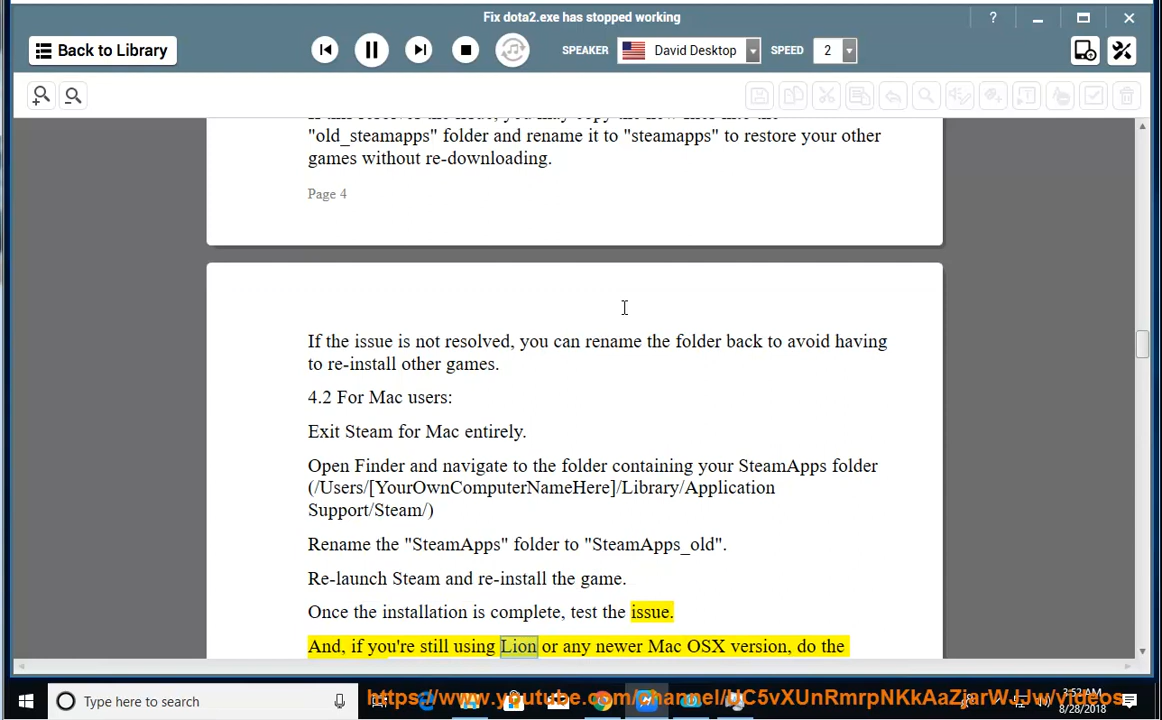 Fix dota2.exe has stopped working
?
Back to Library
SPEAKER
David Desktop
SPEED
2
"old_steamapps" folder and rename it to "steamapps" to restore your other
games without re-downloading.
Page 4
If the issue is not resolved, you can rename the folder back to avoid having
to re-install other games.
4.2 For Mac users:
Exit Steam for Mac entirely.
Open Finder and navigate to the folder containing your SteamApps folder
(/Users/[YourOwnComputerNameHere]/Library/Application
Support/Steam/)
Rename the "SteamApps" folder to "SteamApps_old".
Re-launch Steam and re-install the game.
Once the installation is complete, test the issue.
And, if you're still using Lion or any newer Mac OSX version, do the
Type here to search
3:52 AM
8/28/2018